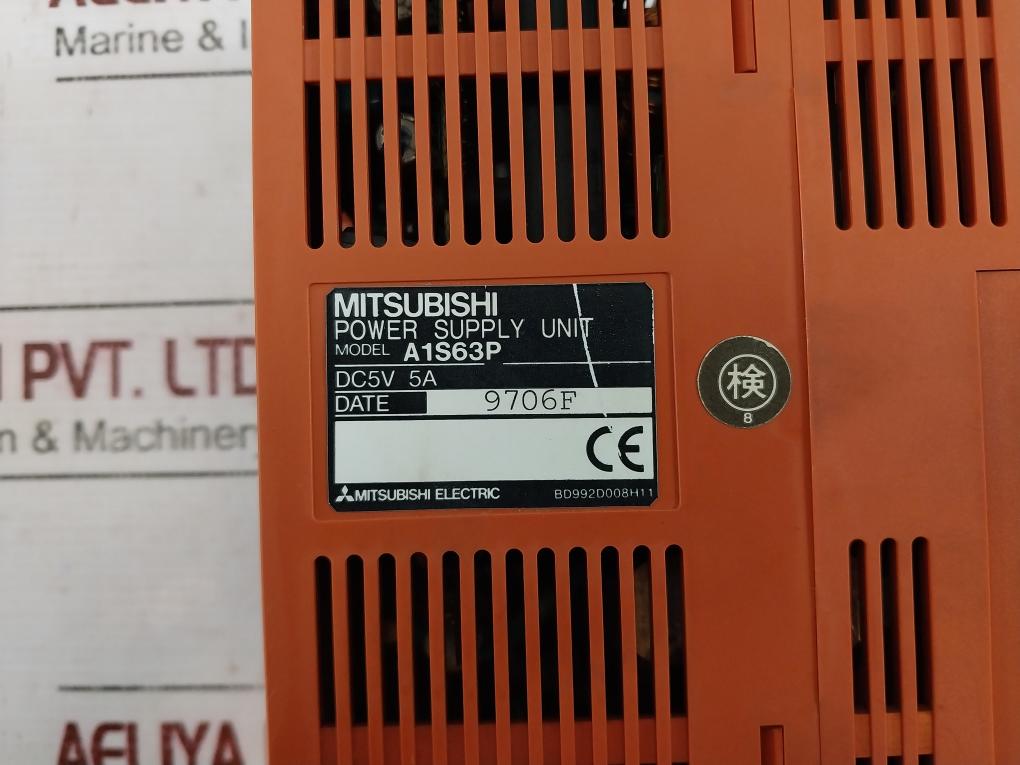 Marine & I
PVT. LTD
n & Machiner
AELIYA
MITSUBISHI
POWER SUPPLY UNIT
MODEL A1S63P
DC5V 5A
DATE 9706F
CE
MITSUBISHI ELECTRIC BD992D008H11
検
8